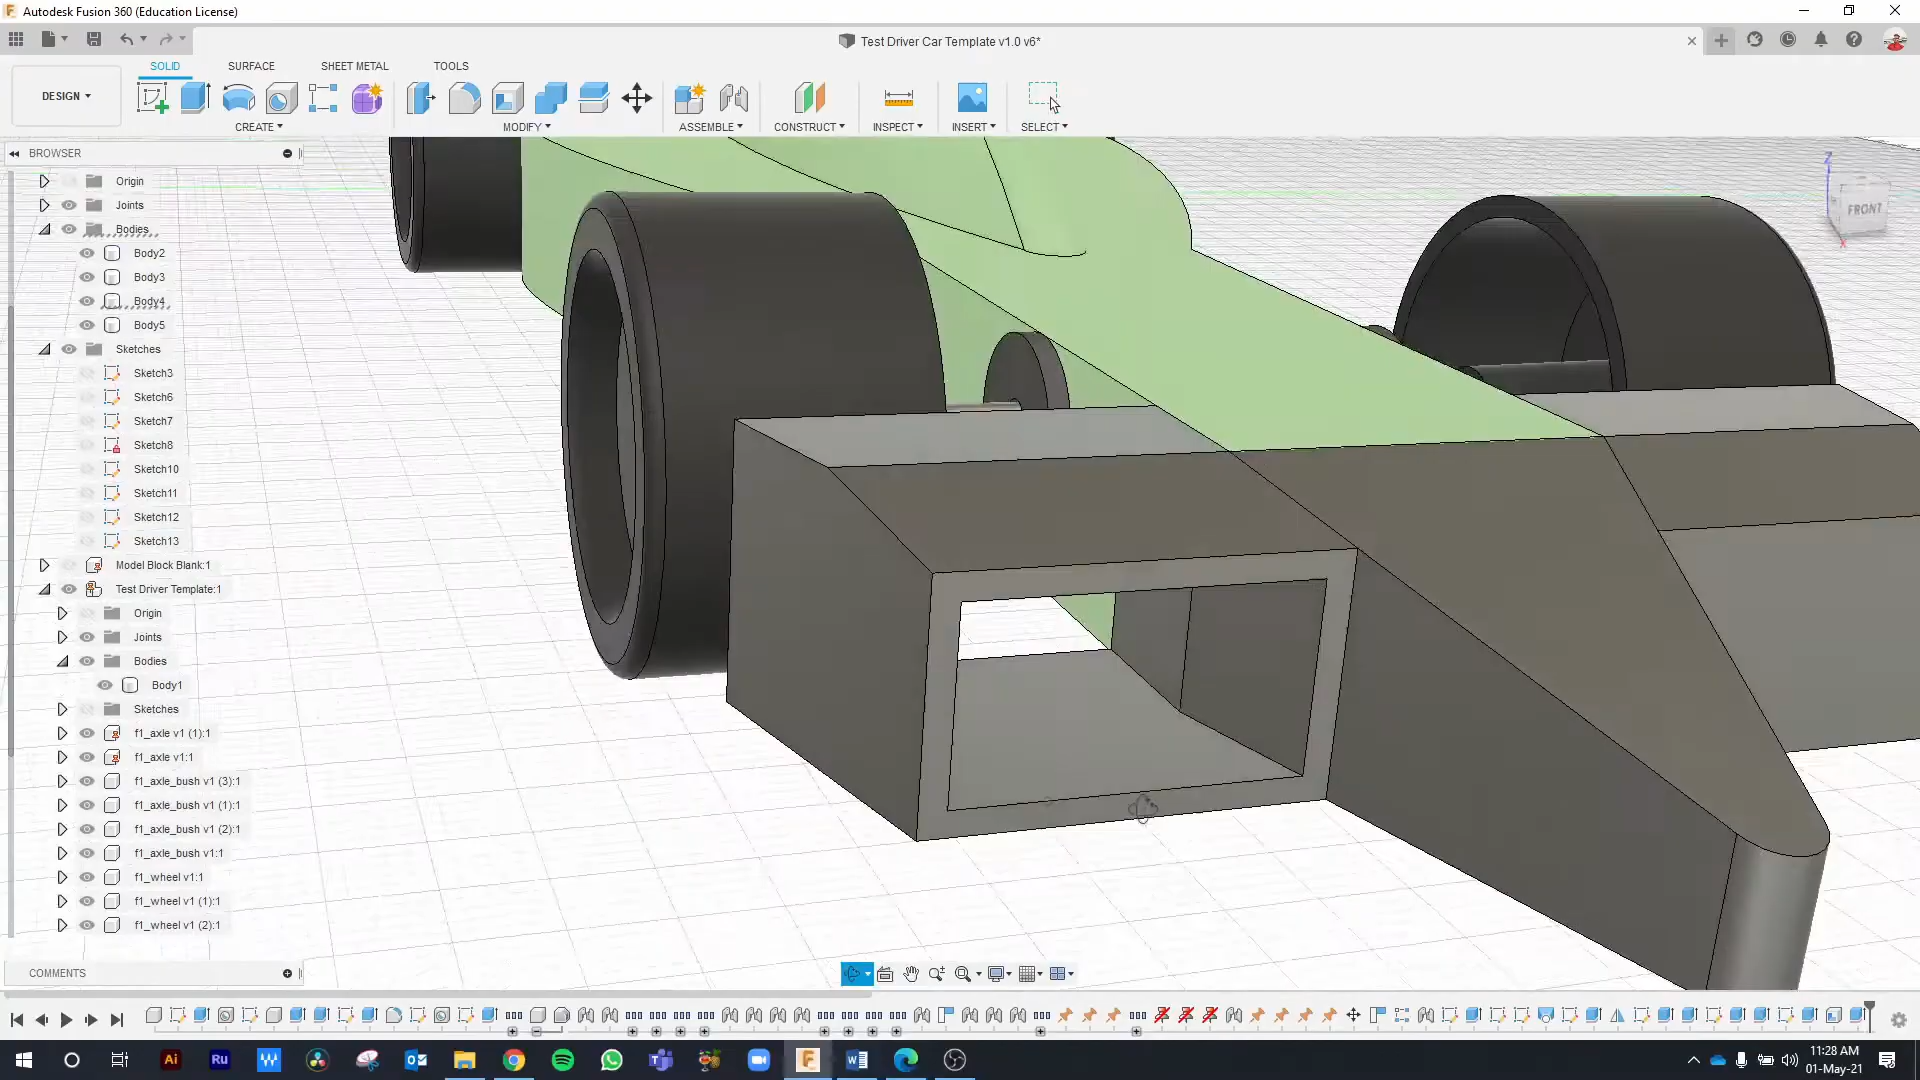 Autodesk Fusion 360 (Education License)
Test Driver Car Template v1.0 v6*
SOLID SURFACE SHEET METAL TOOLS
DESIGN
CREATE MODIFY ASSEMBLE CONSTRUCT INSPECT INSERT SELECT
BROWSER
Origin
Joints
Bodies
Body2
Body3
Body4
Body5
Sketches
Sketch3
Sketch6
Sketch7
Sketch8
Sketch10
Sketch11
Sketch12
Sketch13
Model Block Blank:1
Test Driver Template:1
Origin
Joints
Bodies
Body1
Sketches
f1_axle v1 (1):1
f1_axle v1:1
f1_axle_bush v1 (3):1
f1_axle_bush v1 (1):1
f1_axle_bush v1 (2):1
f1_axle_bush v1:1
f1_wheel v1:1
f1_wheel v1 (1):1
f1_wheel v1 (2):1
COMMENTS
Z
FRONT
X
Ai
Ru
11:28 AM
01-May-21